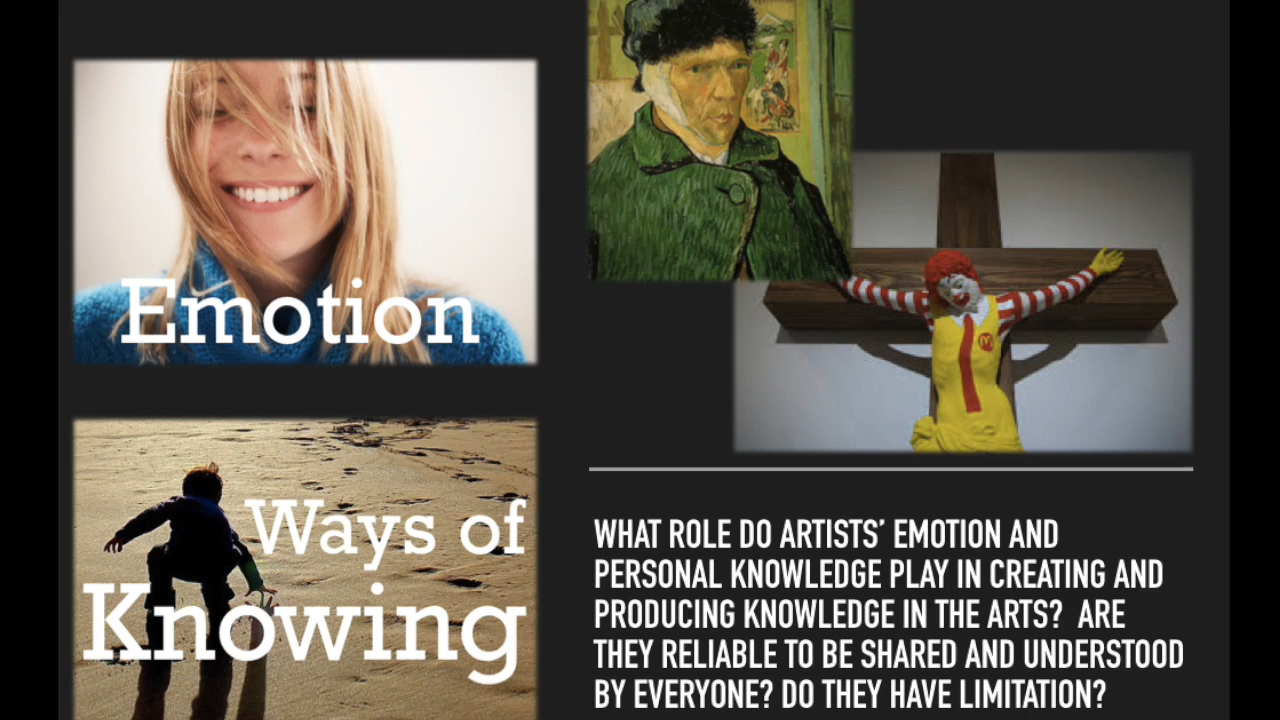 Emotion
Ways of
Knowing
WHAT ROLE DO ARTISTS’ EMOTION AND
PERSONAL KNOWLEDGE PLAY IN CREATING AND
PRODUCING KNOWLEDGE IN THE ARTS?  ARE
THEY RELIABLE TO BE SHARED AND UNDERSTOOD
BY EVERYONE? DO THEY HAVE LIMITATION?